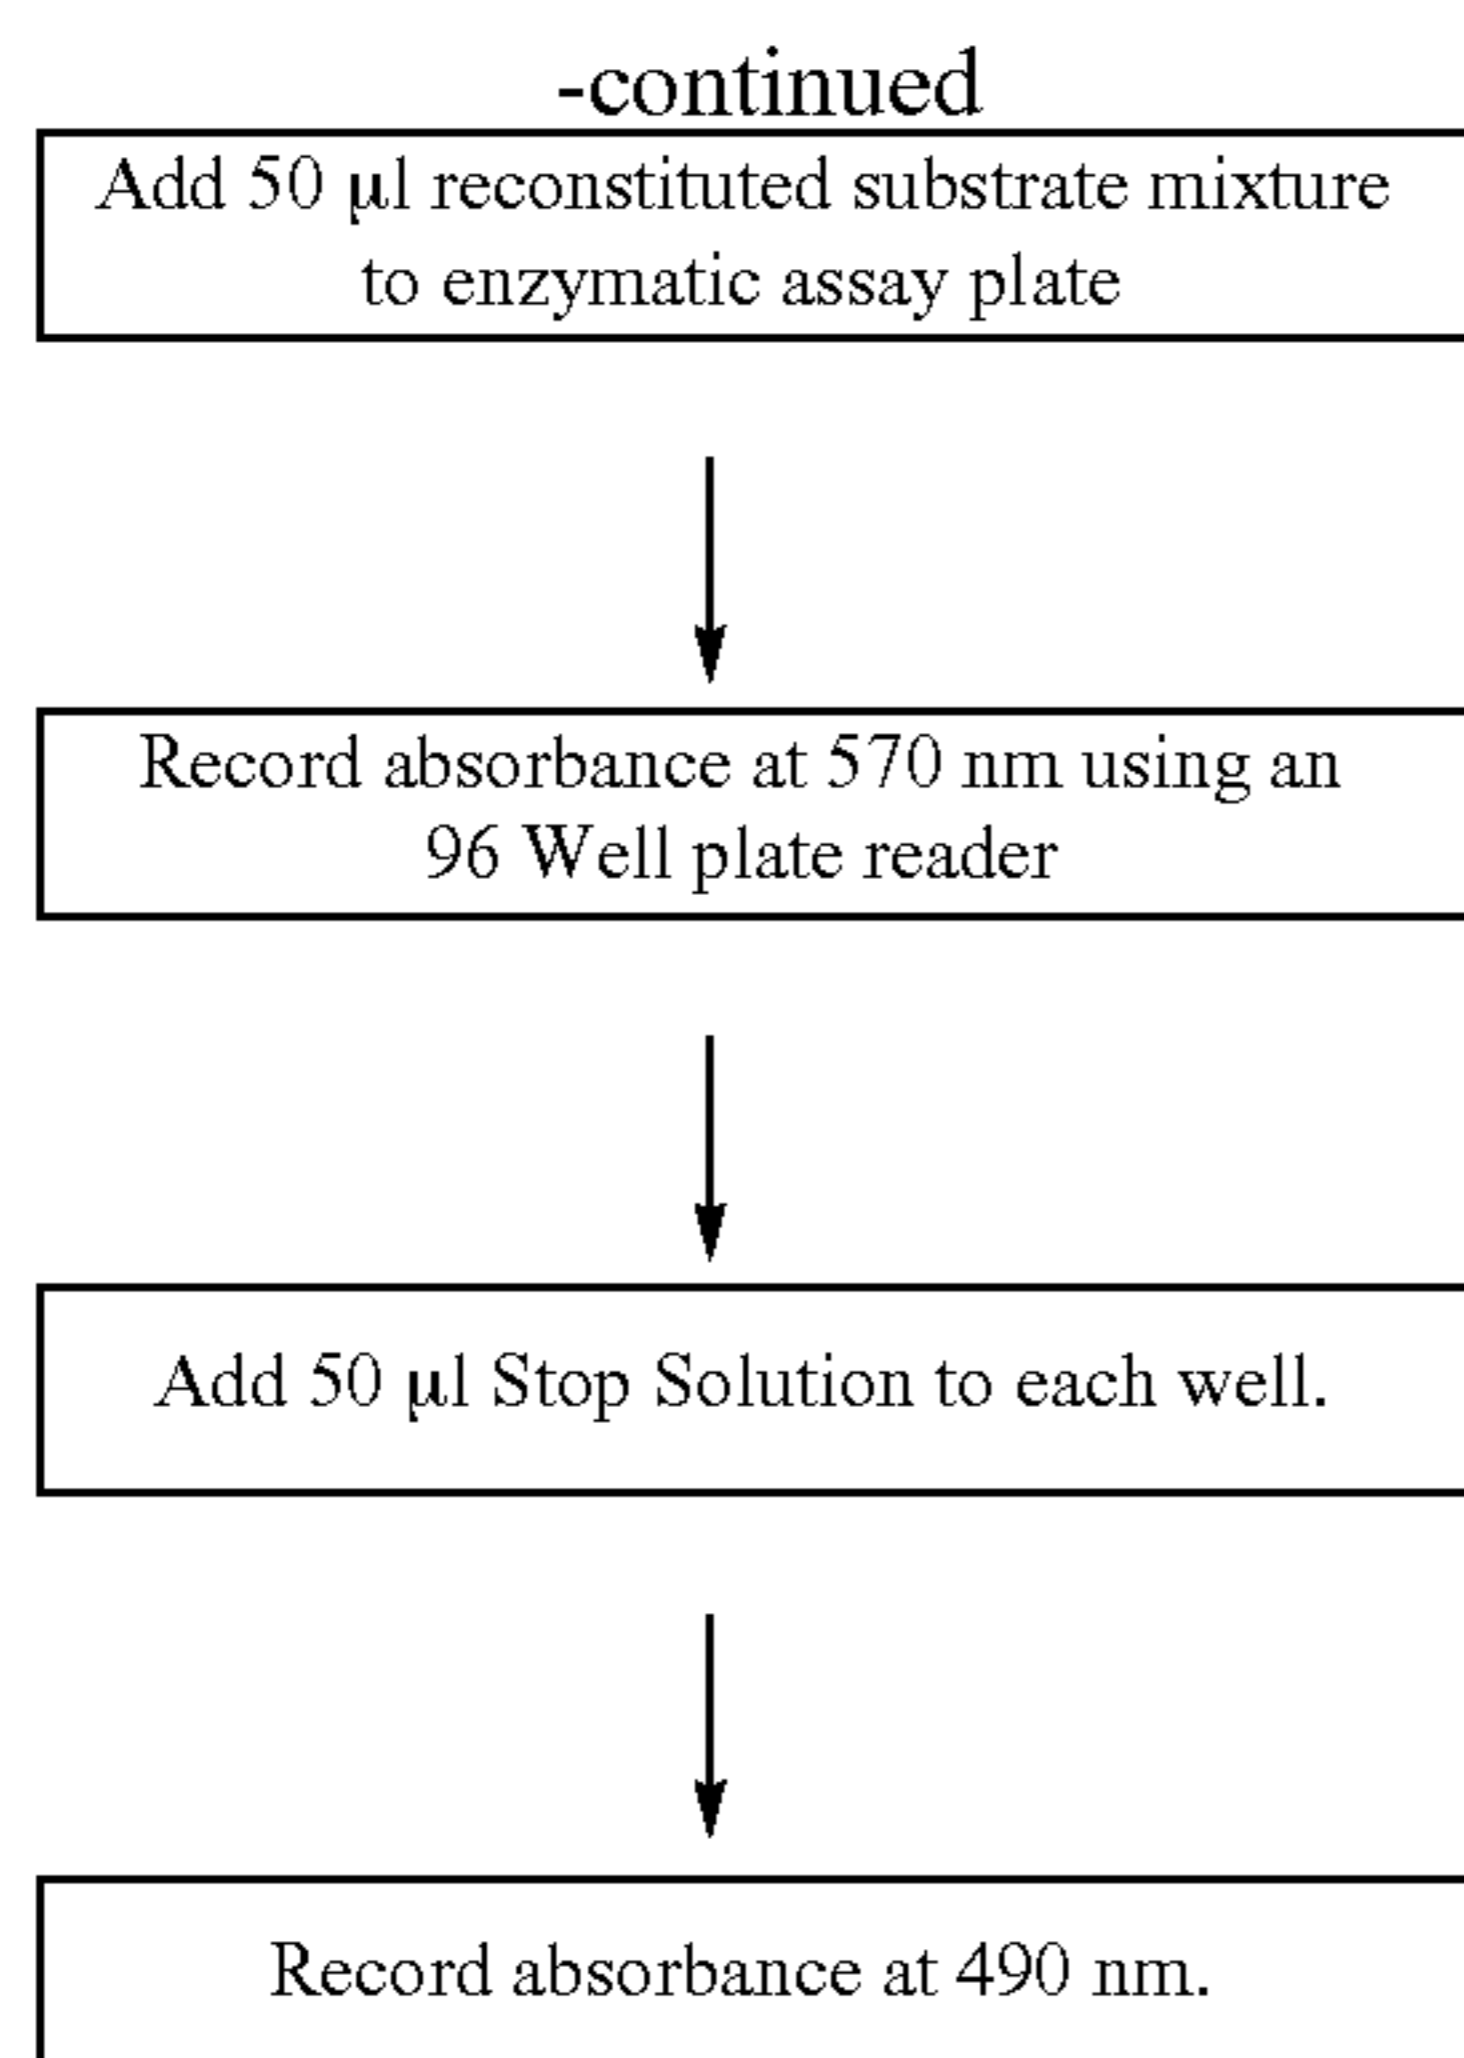 -continued
Add 50 µl reconstituted substrate mixture
to enzymatic assay plate
Record absorbance at 570 nm using an
96 Well plate reader
Add 50 µl Stop Solution to each well.
Record absorbance at 490 nm.